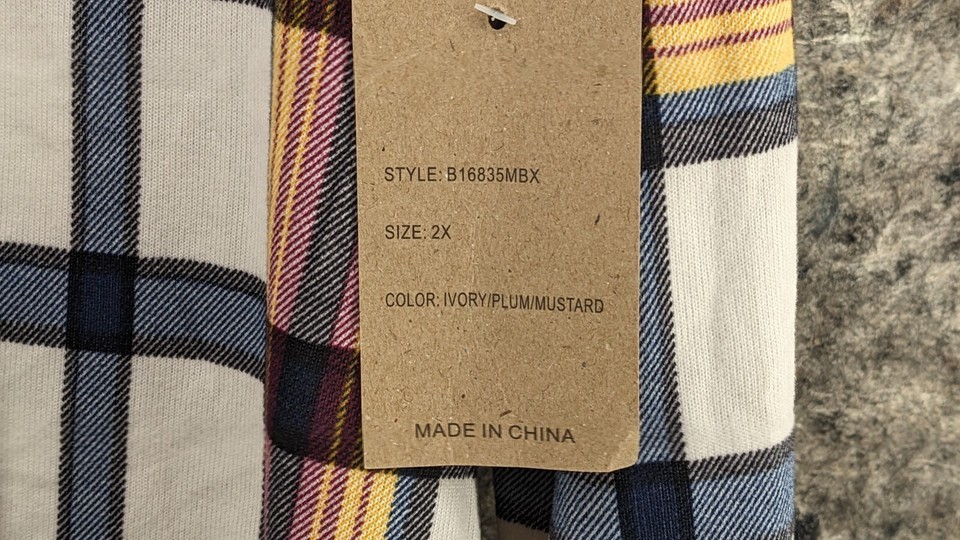 STYLE: B16835MBX
SIZE: 2X
COLOR: IVORY/PLUM/MUSTARD
MADE IN CHINA